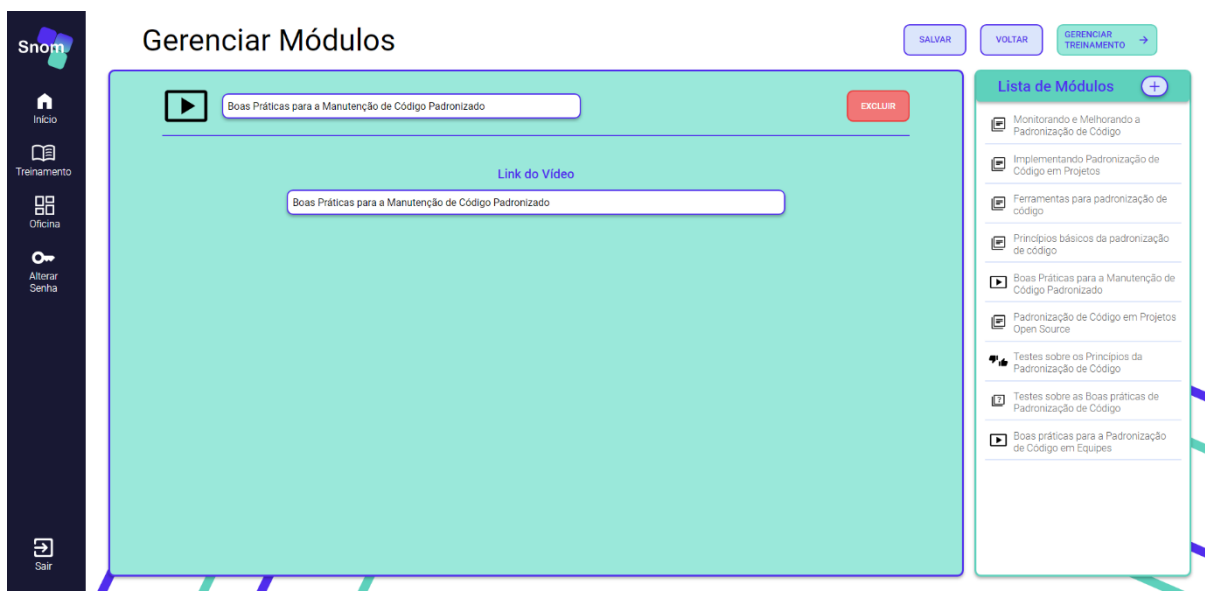 Snom
Início
Treinamento
Oficina
Alterar
Senha
Sair
Gerenciar Módulos
SALVAR
VOLTAR
GERENCIAR
TREINAMENTO
Boas Práticas para a Manutenção de Código Padronizado
EXCLUIR
Link do Vídeo
Boas Práticas para a Manutenção de Código Padronizado
Lista de Módulos
Monitorando e Melhorando a
Padronização de Código
Implementando Padronização de
Código em Projetos
Ferramentas para padronização de
código
Princípios básicos da padronização
de código
Boas Práticas para a Manutenção de
Código Padronizado
Padronização de Código em Projetos
Open Source
Testes sobre os Princípios da
Padronização de Código
Testes sobre as Boas práticas de
Padronização de Código
Boas práticas para a Padronização
de Código em Equipes